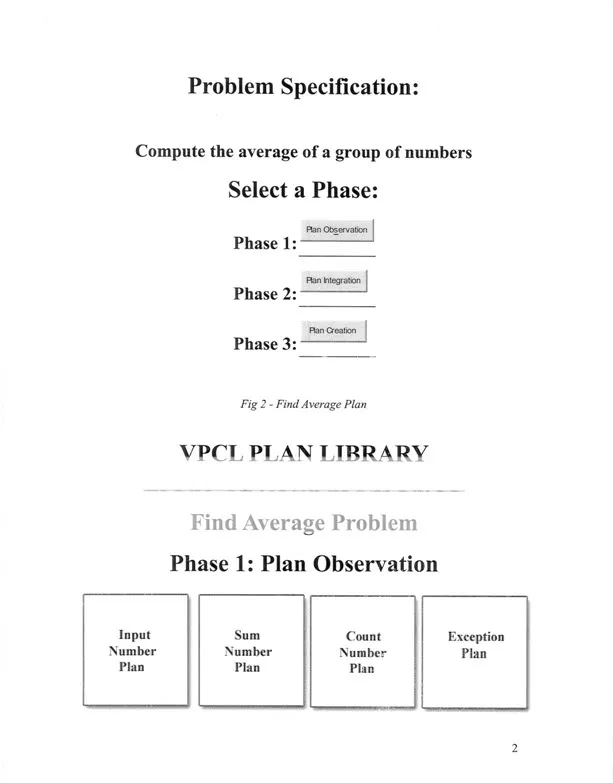 Problem Specification:
Compute the average of a group of numbers
Select a Phase:
Phase 1: Plan Observation
Phase 2: Plan Integration
Phase 3: Plan Creation
Fig 2 - Find Average Plan
VPCL PLAN LIBRARY
Find Average Problem
Phase 1: Plan Observation
Input
Number
Plan
Sum
Number
Plan
Count
Number
Plan
Exception
Plan
2